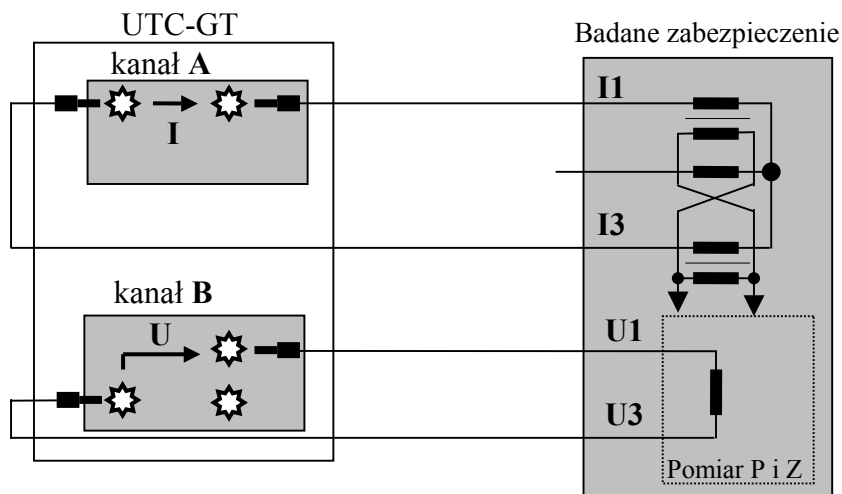 UTC-GT
Badane zabezpieczenie
kanał A
I
I1
I3
kanał B
U
U1
U3
Pomiar P i Z